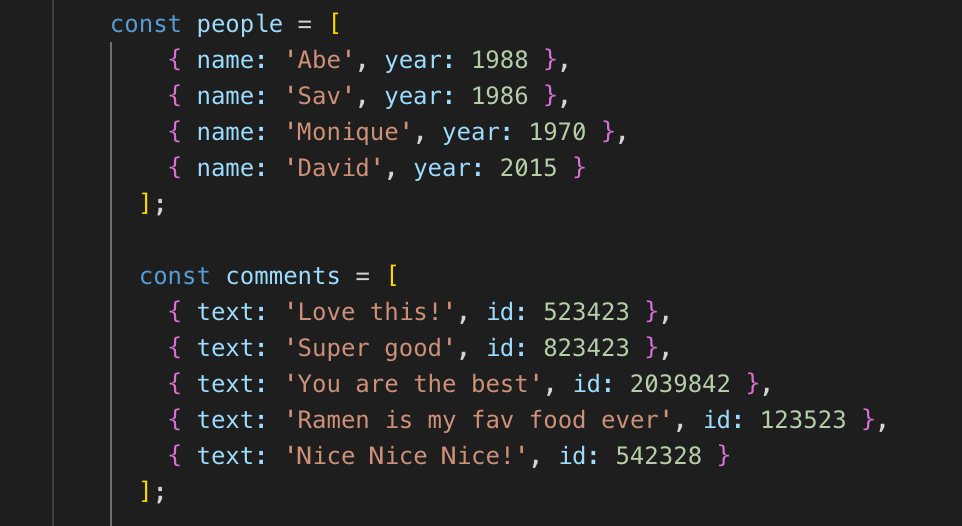 const people = [
{ name: 'Abe', year: 1988 },
{ name: 'Sav', year: 1986 },
{ name: 'Monique', year: 1970 },
{ name: 'David', year: 2015 }
];
const comments = [
{ text: 'Love this!', id: 523423 },
{ text: 'Super good', id: 823423 },
{ text: 'You are the best', id: 2039842 },
{ text: 'Ramen is my fav food ever', id: 123523 },
{ text: 'Nice Nice Nice!', id: 542328 }
];